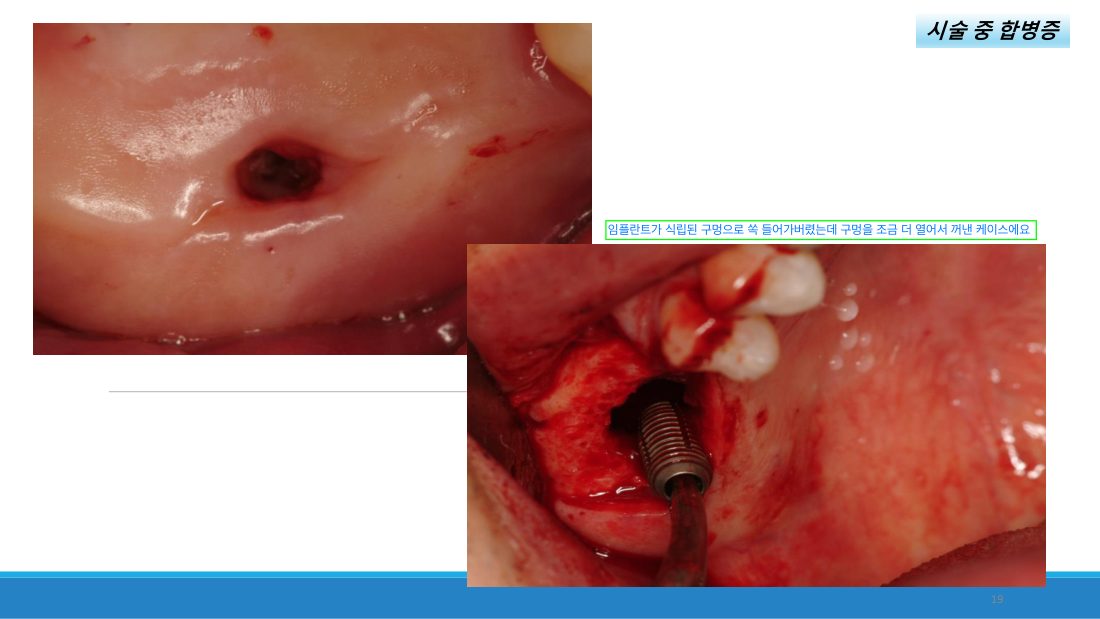 시술 중 합병증
임플란트가 식립된 구멍으로 쏙 들어가버렸는데 구멍을 조금 더 열어서 꺼낸 케이스에요
19